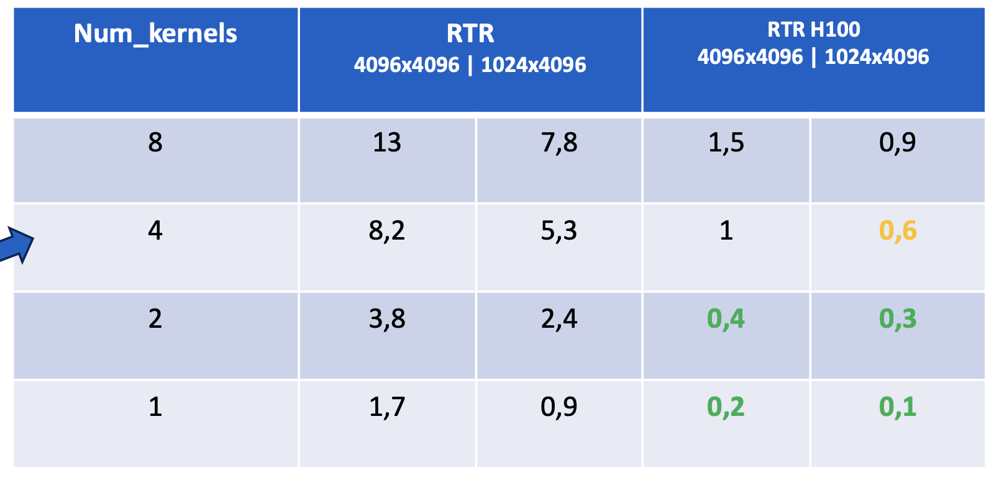 Num_kernels
RTR
4096x4096 | 1024x4096
RTR H100
4096x4096 | 1024x4096
8 13 7,8 1,5 0,9
4 8,2 5,3 1 0,6
2 3,8 2,4 0,4 0,3
1 1,7 0,9 0,2 0,1